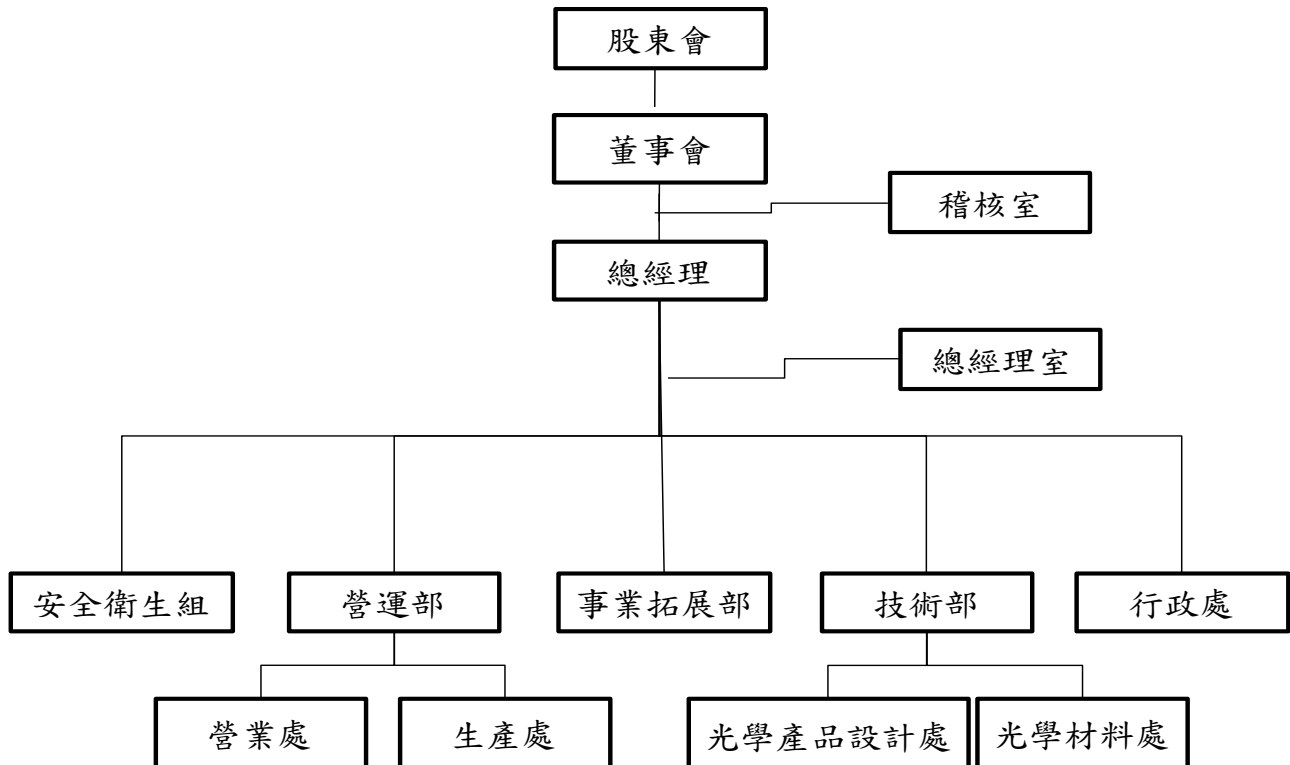 股東會
董事會
稽核室
總經理
總經理室
安全衛生組
營運部
事業拓展部
技術部
行政處
營業處
生產處
光學產品設計處
光學材料處